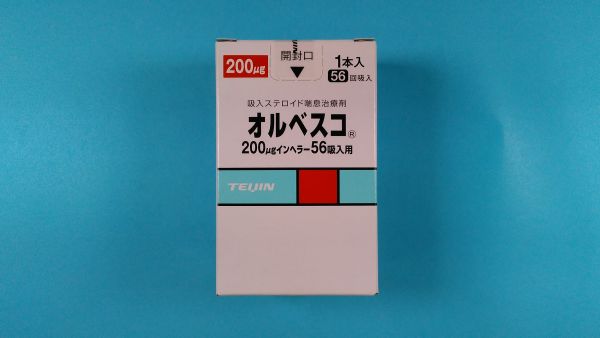 200μg
開封口
1本入
56回吸入
吸入ステロイド喘息治療剤
オルベスコ®
200μgインヘラー56吸入用
TEIJIN